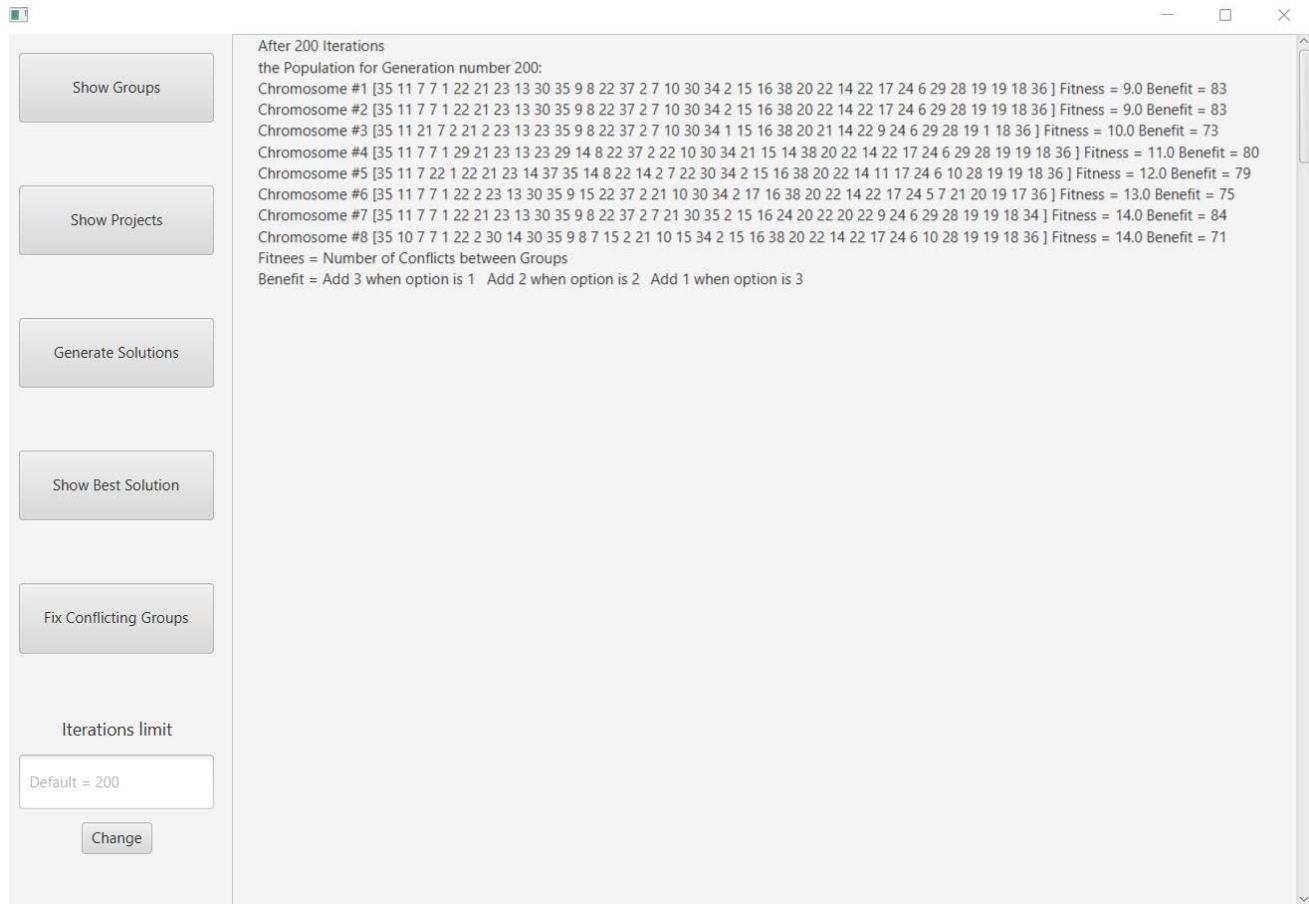 Show Groups
Show Projects
Generate Solutions
Show Best Solution
Fix Conflicting Groups
Iterations limit
Default = 200
Change
After 200 Iterations
the Population for Generation number 200:
Chromosome #1 [35 11 7 7 1 22 21 23 13 30 35 9 8 22 37 2 7 10 30 34 2 15 16 38 20 22 14 22 17 24 6 29 28 19 19 18 36 ] Fitness = 9.0 Benefit = 83
Chromosome #2 [35 11 7 7 1 22 21 23 13 30 35 9 8 22 37 2 7 10 30 34 2 15 16 38 20 22 14 22 17 24 6 29 28 19 19 18 36 ] Fitness = 9.0 Benefit = 83
Chromosome #3 [35 11 21 7 2 21 2 23 13 23 35 9 8 22 37 2 7 10 30 34 1 15 16 38 20 21 14 22 9 24 6 29 28 19 1 18 36 ] Fitness = 10.0 Benefit = 73
Chromosome #4 [35 11 7 7 1 29 21 23 13 23 29 14 8 22 37 2 22 10 30 34 21 15 14 38 20 22 14 22 17 24 6 29 28 19 19 18 36 ] Fitness = 11.0 Benefit = 80
Chromosome #5 [35 11 7 22 1 22 21 23 14 37 35 14 8 22 14 2 7 22 30 34 2 15 16 38 20 22 14 11 17 24 6 10 28 19 19 18 36 ] Fitness = 12.0 Benefit = 79
Chromosome #6 [35 11 7 7 1 22 2 23 13 30 35 9 15 22 37 2 21 10 30 34 2 17 16 38 20 22 14 22 17 24 5 7 21 20 19 17 36 ] Fitness = 13.0 Benefit = 75
Chromosome #7 [35 11 7 7 1 22 21 23 13 30 35 9 8 22 37 2 7 21 30 35 2 15 16 24 20 22 20 22 9 24 6 29 28 19 19 18 34 ] Fitness = 14.0 Benefit = 84
Chromosome #8 [35 10 7 7 1 22 2 30 14 30 35 9 8 7 15 2 21 10 15 34 2 15 16 38 20 22 14 22 17 24 6 10 28 19 19 18 36 ] Fitness = 14.0 Benefit = 71
Fitnees = Number of Conflicts between Groups
Benefit = Add 3 when option is 1   Add 2 when option is 2   Add 1 when option is 3